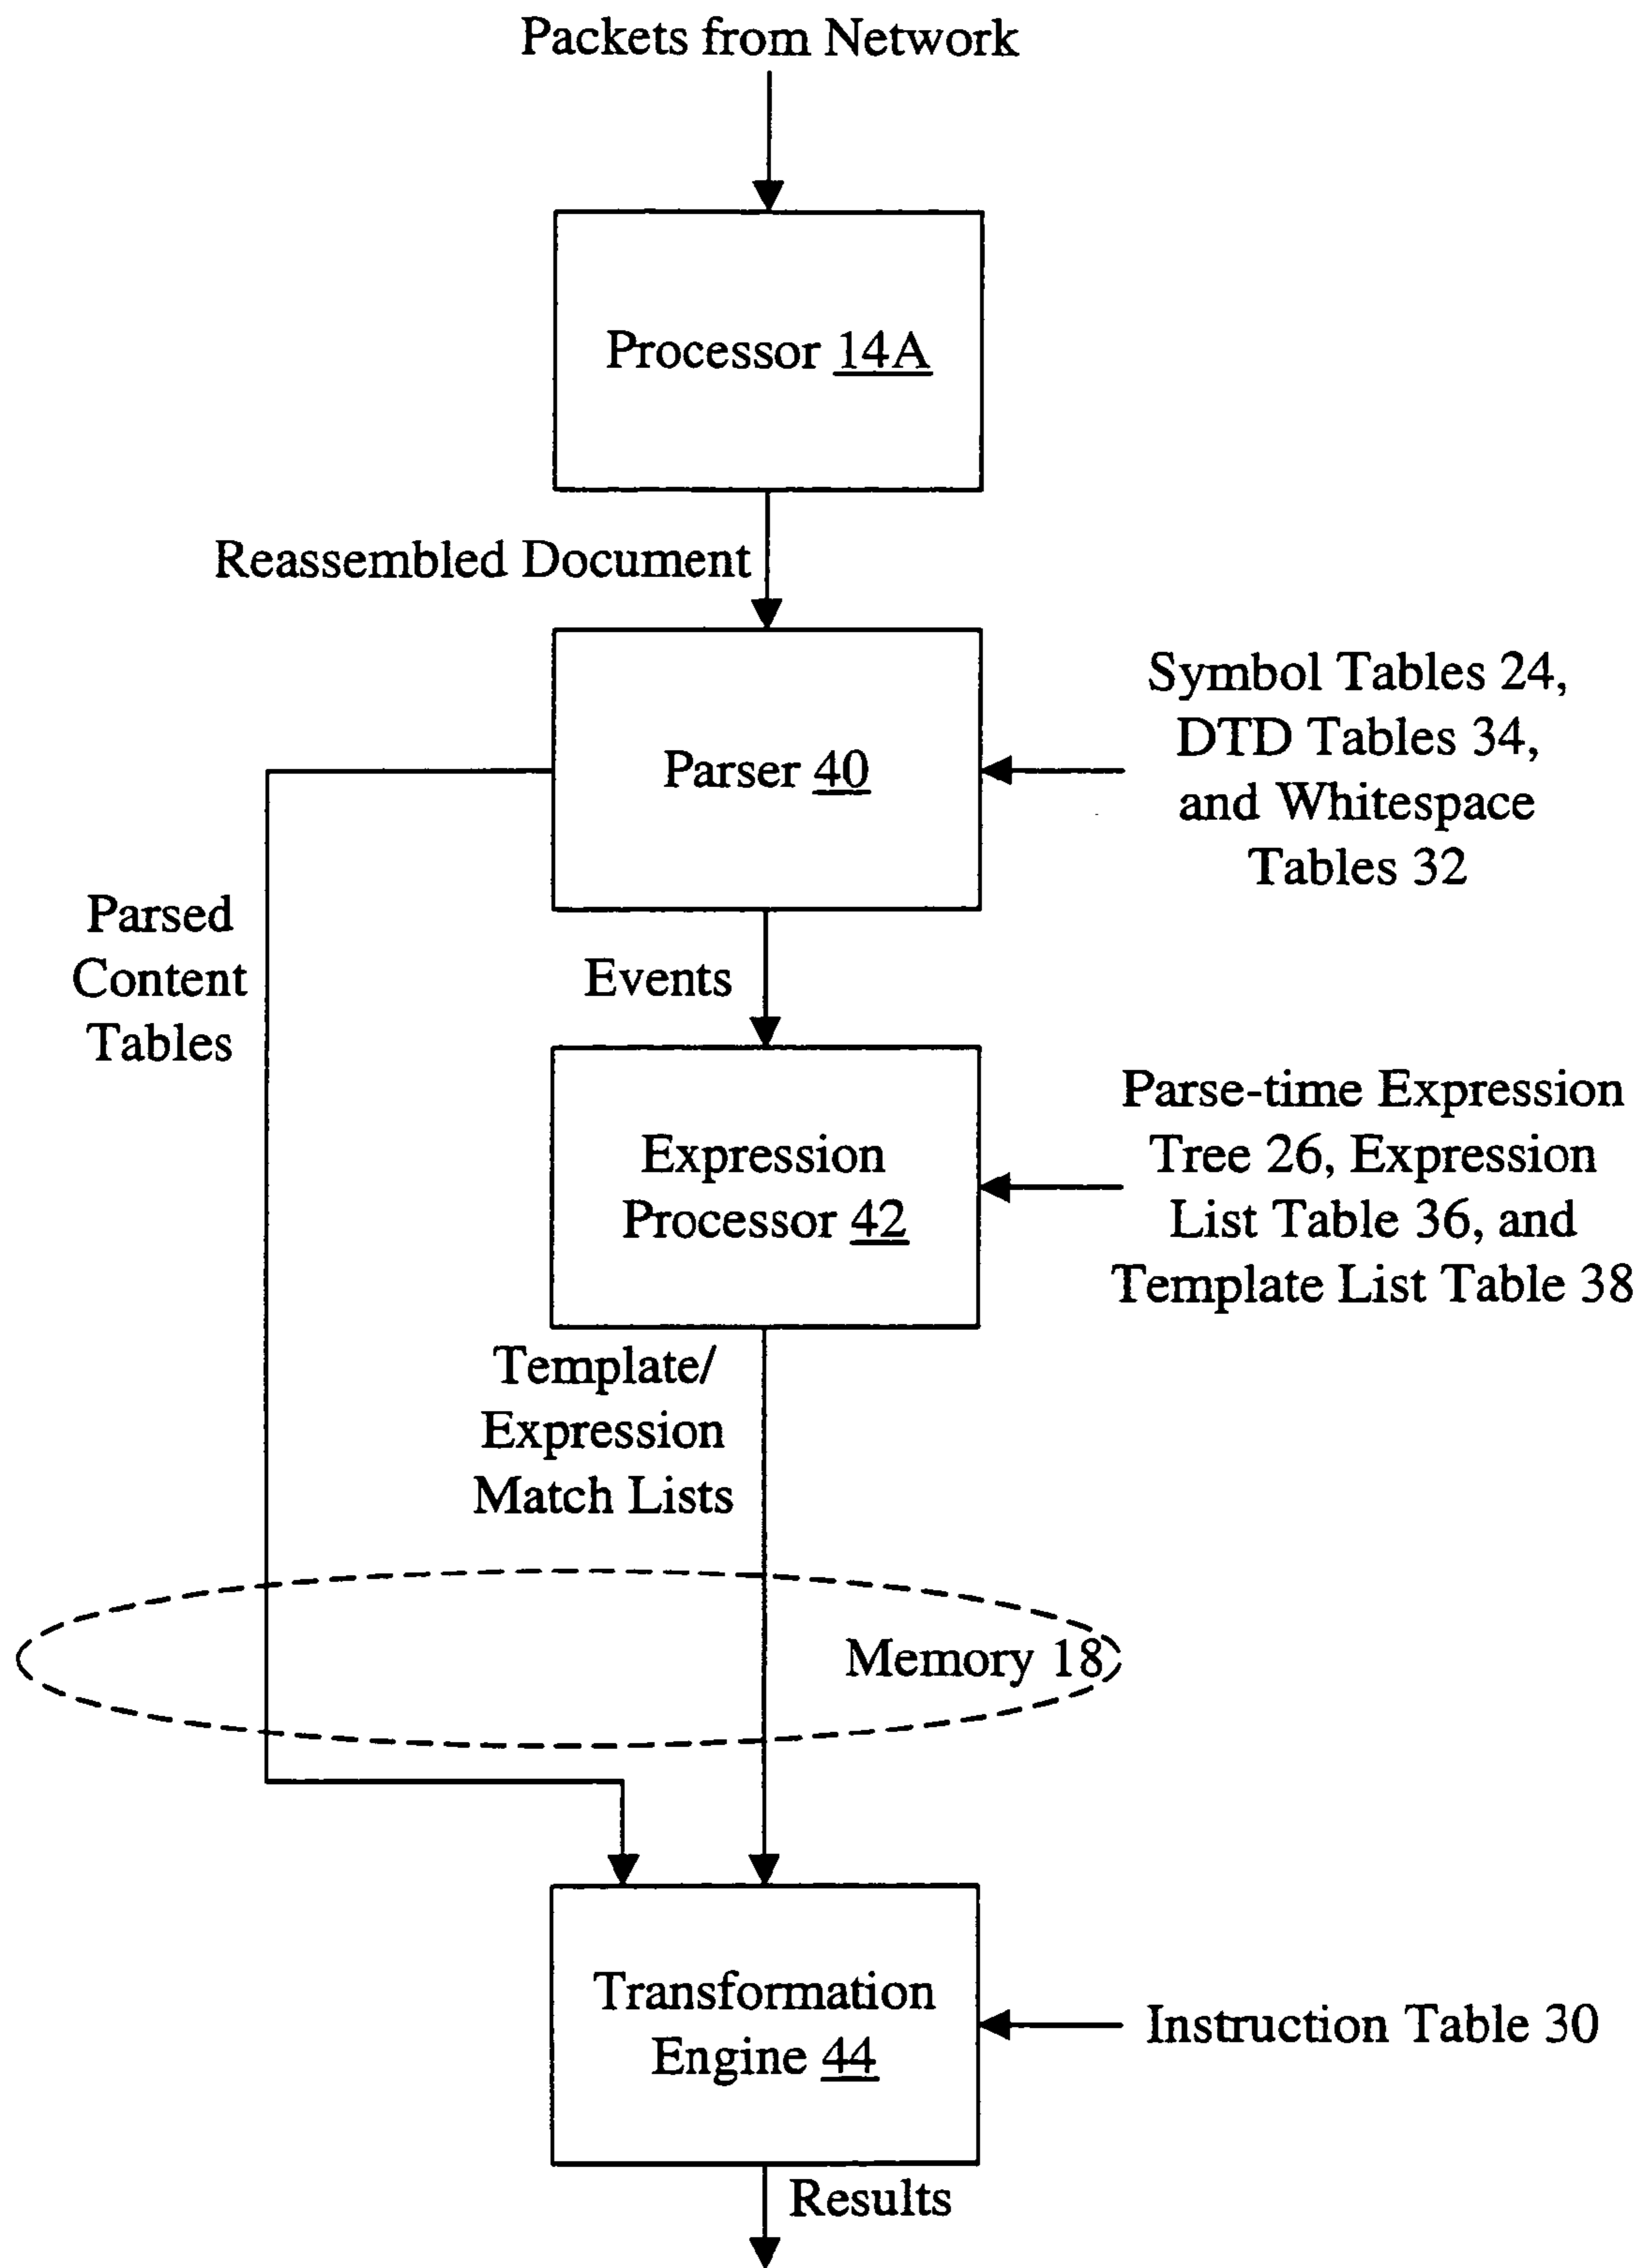 Packets from Network
Processor 14A
Reassembled Document
Parser 40
Symbol Tables 24,
DTD Tables 34,
and Whitespace
Tables 32
Parsed
Content
Tables
Events
Expression
Processor 42
Parse-time Expression
Tree 26, Expression
List Table 36, and
Template List Table 38
Template/
Expression
Match Lists
Memory 18
Transformation
Engine 44
Instruction Table 30
Results